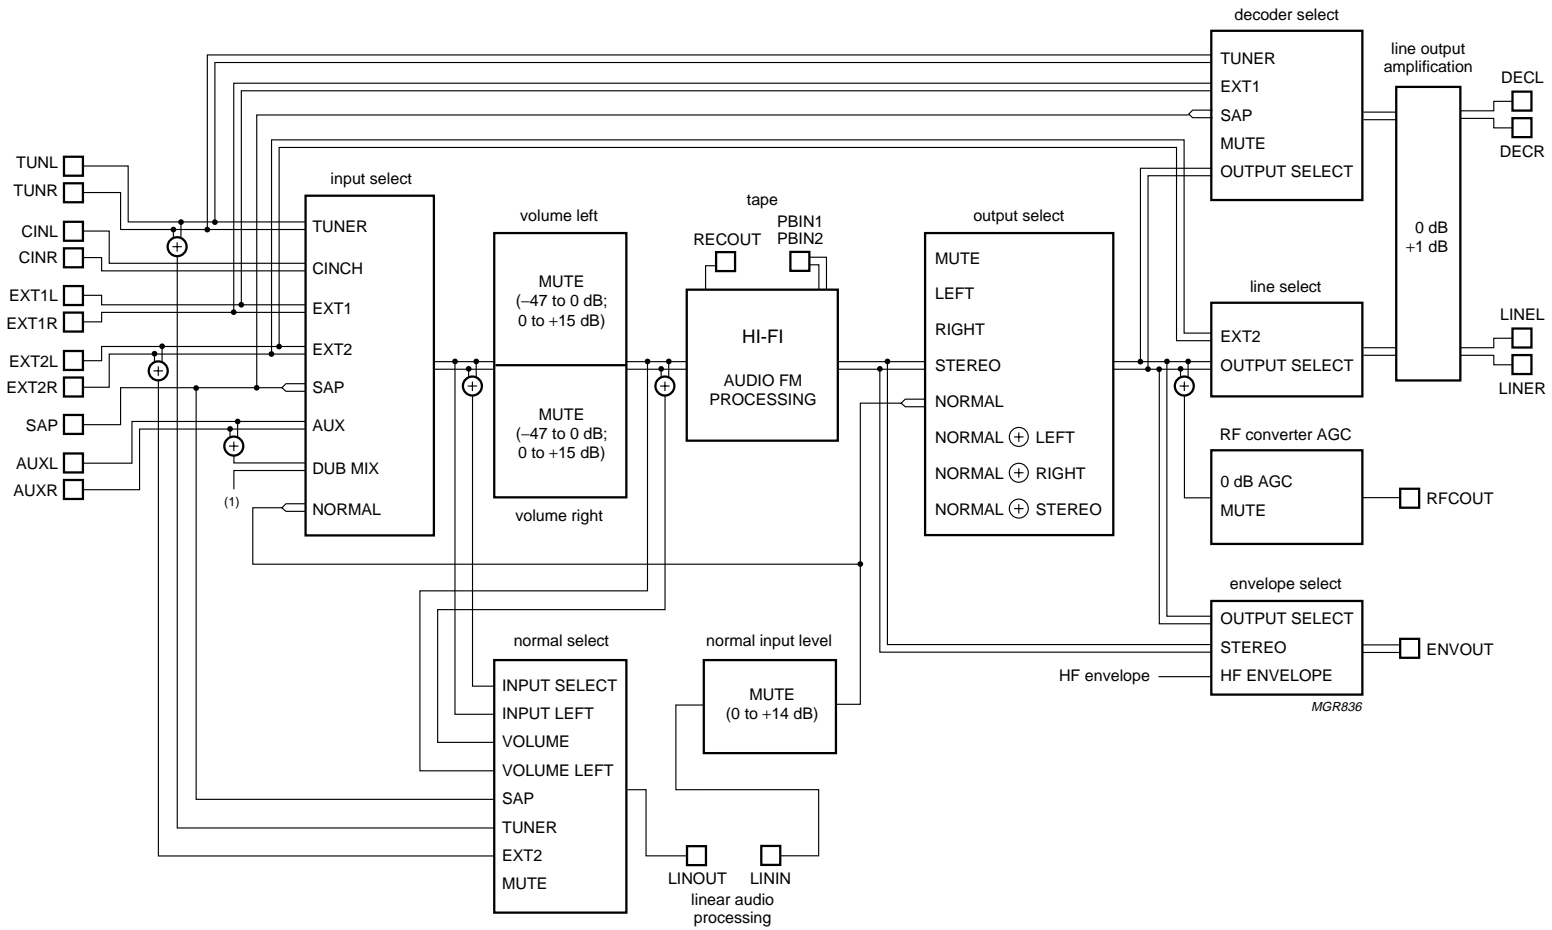 decoder select
TUNER
EXT1
SAP
MUTE
OUTPUT SELECT
line output
amplification
0 dB
+1 dB
DECL
DECR
TUNL
TUNR
CINL
CINR
EXT1L
EXT1R
EXT2L
EXT2R
SAP
AUXL
AUXR
(1)
input select
TUNER
CINCH
EXT1
EXT2
SAP
AUX
DUB MIX
NORMAL
volume left
MUTE
(−47 to 0 dB;
0 to +15 dB)
MUTE
(−47 to 0 dB;
0 to +15 dB)
volume right
tape
RECOUT
PBIN1
PBIN2
HI-FI
AUDIO FM
PROCESSING
output select
MUTE
LEFT
RIGHT
STEREO
NORMAL
NORMAL + LEFT
NORMAL + RIGHT
NORMAL + STEREO
line select
EXT2
OUTPUT SELECT
LINEL
LINER
RF converter AGC
0 dB AGC
MUTE
RFCOUT
envelope select
OUTPUT SELECT
STEREO
HF ENVELOPE
HF envelope
ENVOUT
MGR836
normal select
INPUT SELECT
INPUT LEFT
VOLUME
VOLUME LEFT
SAP
TUNER
EXT2
MUTE
normal input level
MUTE
(0 to +14 dB)
LINOUT
LININ
linear audio
processing